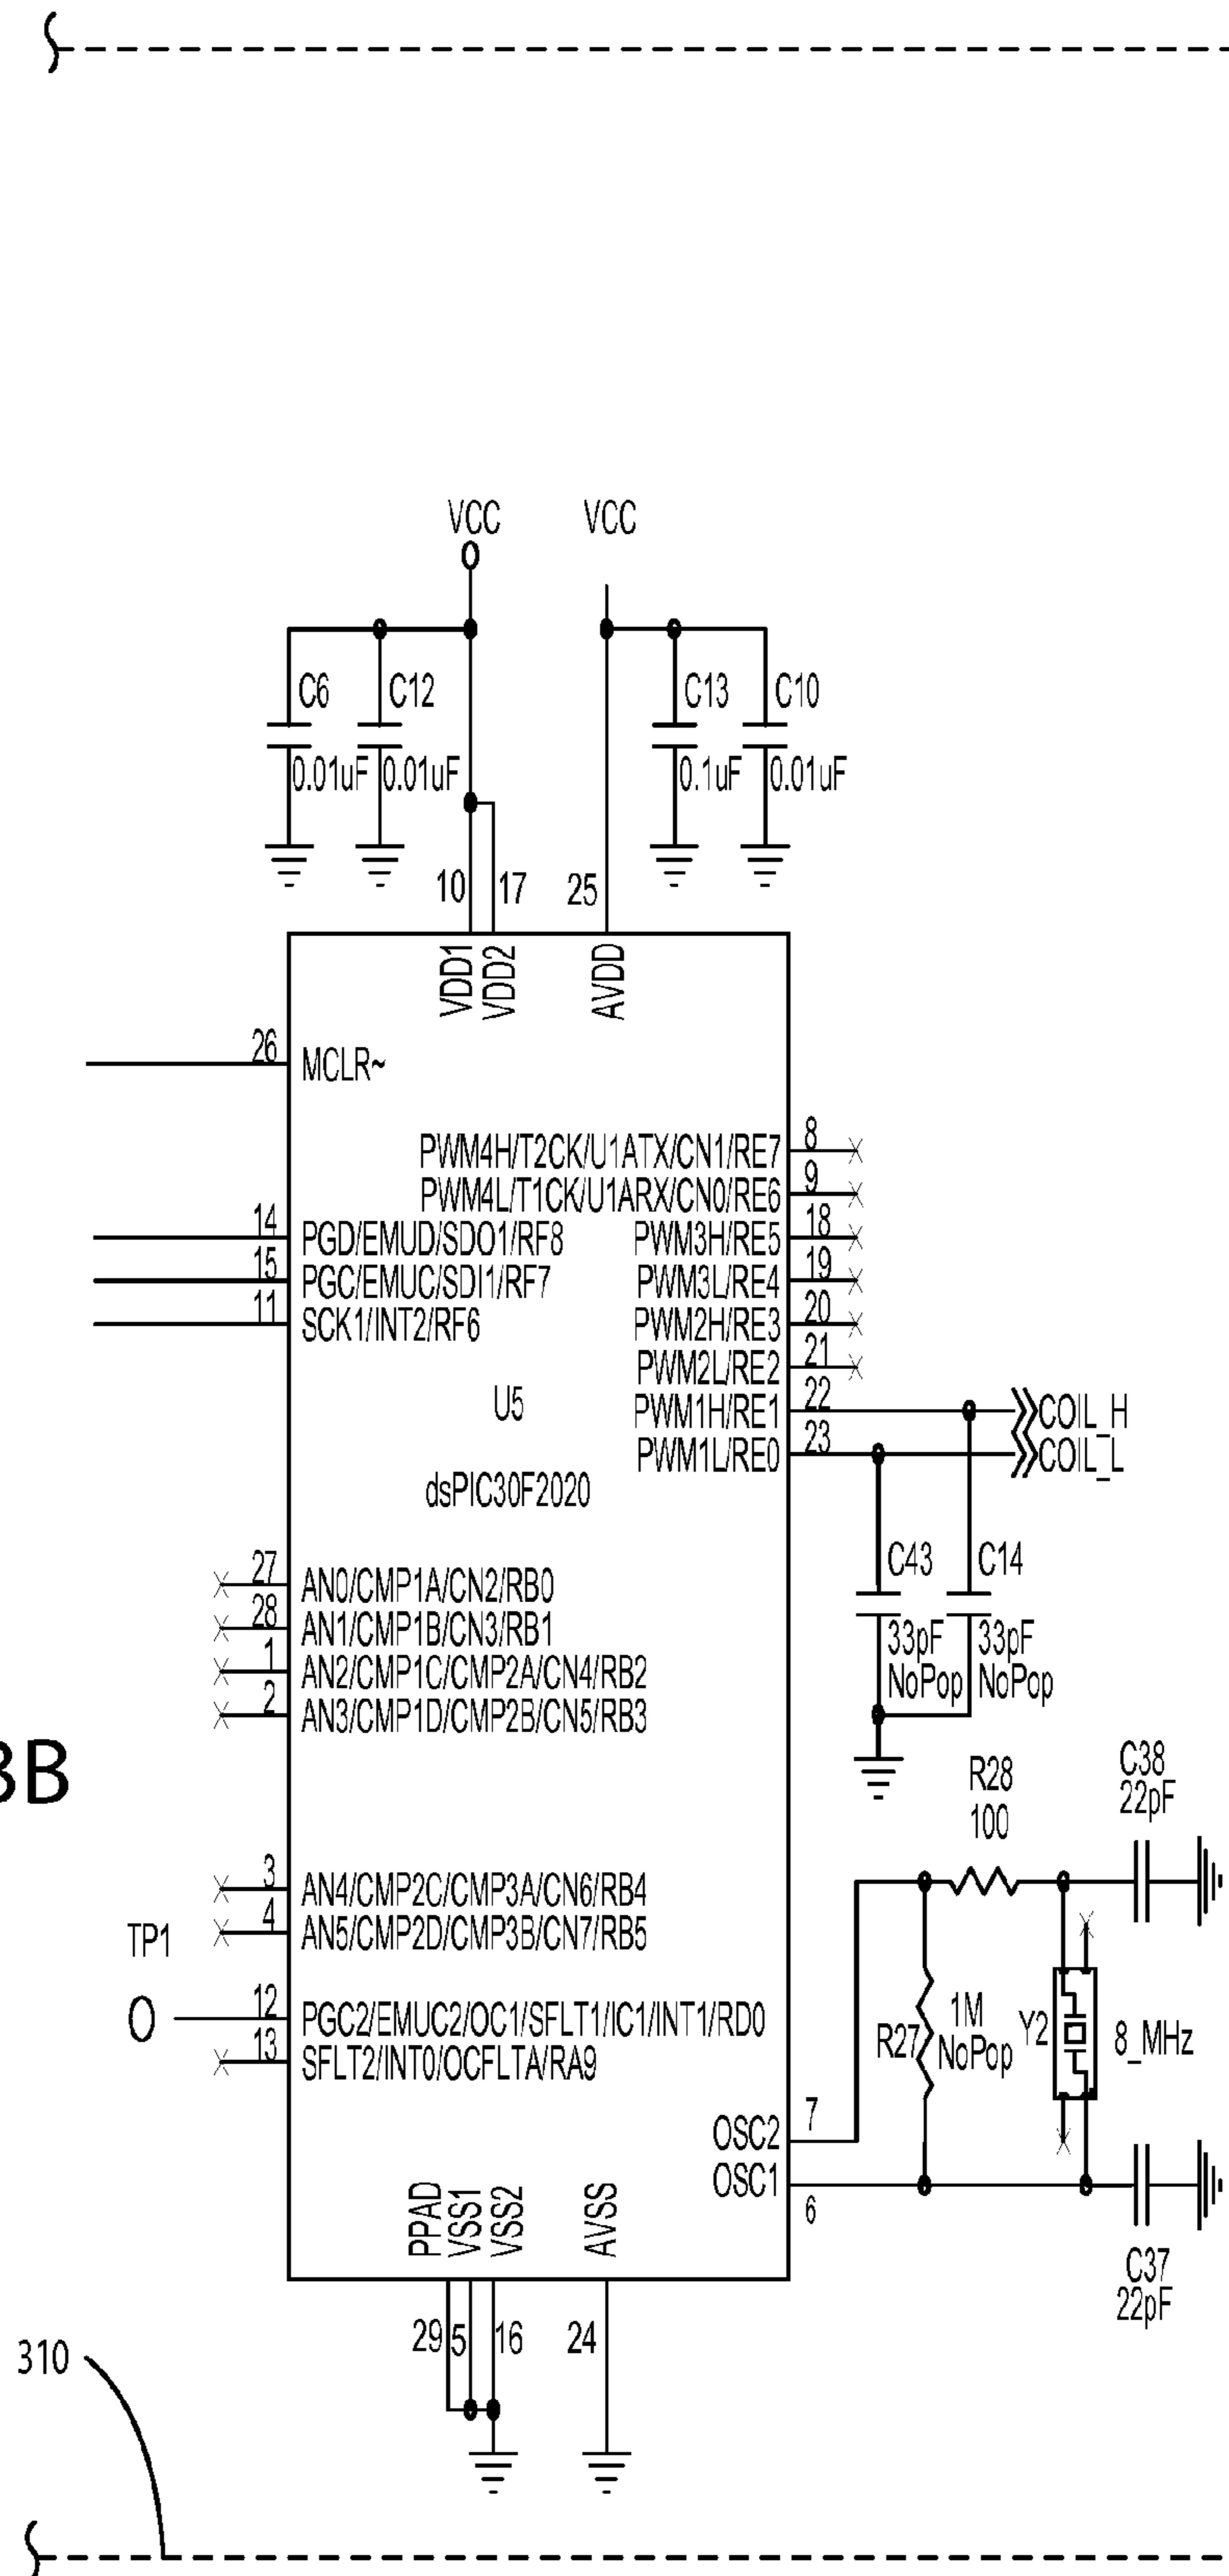 VCC VCC
C6 C12 C13 C10
0.01uF 0.01uF 0.1uF 0.01uF
10 17 25
VDD1 VDD2 AVDD
26 MCLR~
PWM4H/T2CK/U1ATX/CN1/RE7 8
PWM4L/T1CK/U1ARX/CN0/RE6 9
14 PGD/EMUD/SDO1/RF8 PWM3H/RE5 18
15 PGC/EMUC/SDI1/RF7 PWM3L/RE4 19
11 SCK1/INT2/RF6 PWM2H/RE3 20
PWM2L/RE2 21
U5 PWM1H/RE1 22 COIL_H
PWM1L/RE0 23 COIL_L
dsPIC30F2020
C43 C14
27 AN0/CMP1A/CN2/RB0
28 AN1/CMP1B/CN3/RB1
33pF 33pF
1 AN2/CMP1C/CMP2A/CN4/RB2
NoPop NoPop
2 AN3/CMP1D/CMP2B/CN5/RB3
3B
C38
R28 22pF
100
3 AN4/CMP2C/CMP3A/CN6/RB4
4 AN5/CMP2D/CMP3B/CN7/RB5
TP1
12 PGC2/EMUC2/OC1/SFLT1/IC1/INT1/RD0
1M
R27 NoPop Y2 8_MHz
13 SFLT2/INT0/OCFLTA/RA9
OSC2 7
OSC1 6
PPAD VSS1 VSS2 AVSS
C37
22pF
29 5 16 24
310